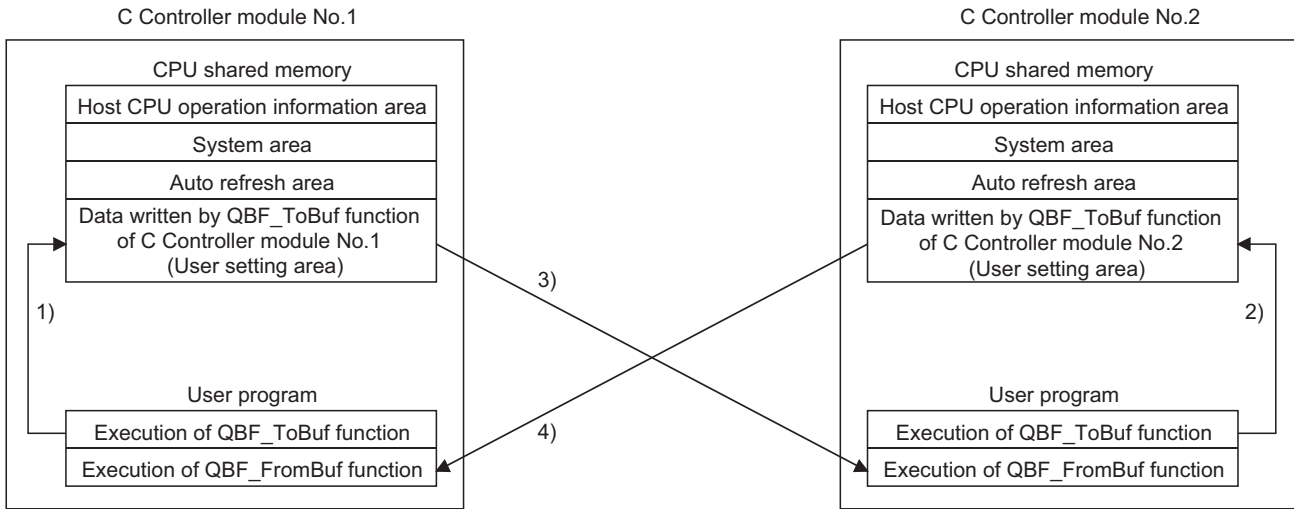 C Controller module No.1
CPU shared memory
Host CPU operation information area
System area
Auto refresh area
Data written by QBF_ToBuf function
of C Controller module No.1
(User setting area)
1)
User program
Execution of QBF_ToBuf function
Execution of QBF_FromBuf function
3)
4)
C Controller module No.2
CPU shared memory
Host CPU operation information area
System area
Auto refresh area
Data written by QBF_ToBuf function
of C Controller module No.2
(User setting area)
2)
User program
Execution of QBF_ToBuf function
Execution of QBF_FromBuf function